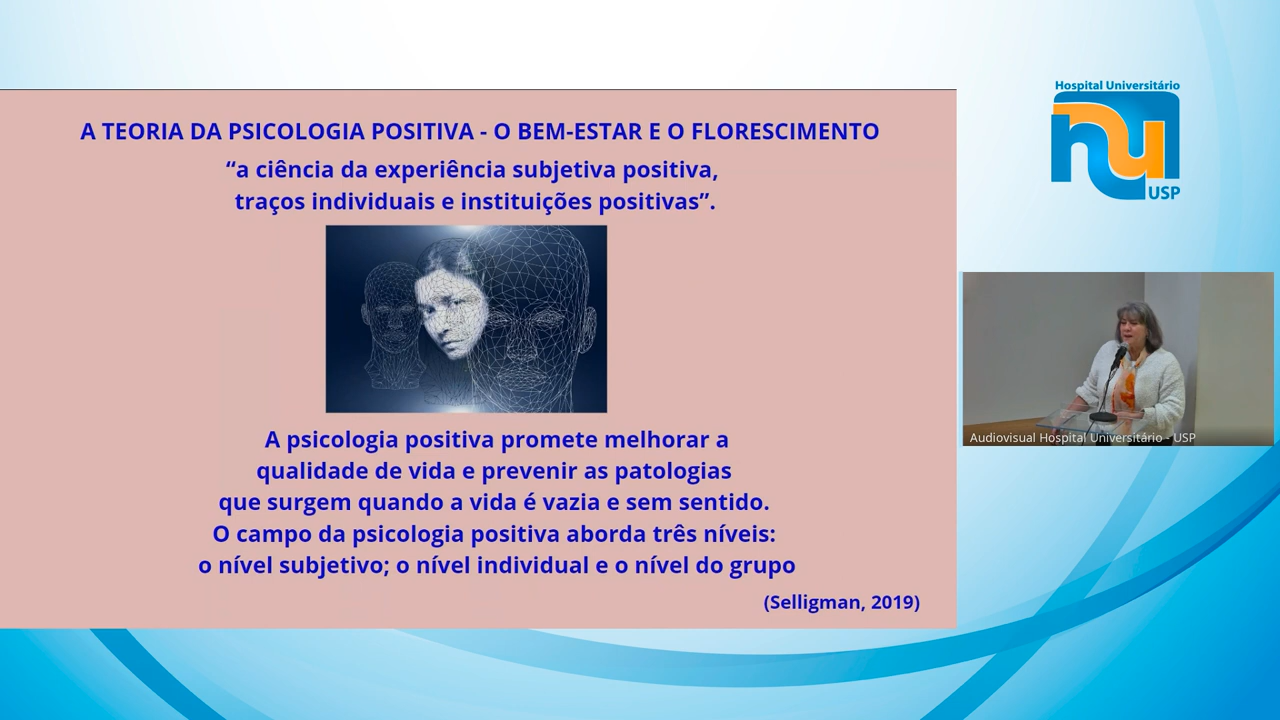 A TEORIA DA PSICOLOGIA POSITIVA - O BEM-ESTAR E O FLORESCIMENTO
“a ciência da experiência subjetiva positiva,
traços individuais e instituições positivas”.
A psicologia positiva promete melhorar a
qualidade de vida e prevenir as patologias
que surgem quando a vida é vazia e sem sentido.
O campo da psicologia positiva aborda três níveis:
o nível subjetivo; o nível individual e o nível do grupo
(Selligman, 2019)
Hospital Universitário
hu
USP
Audiovisual Hospital Universitário - USP